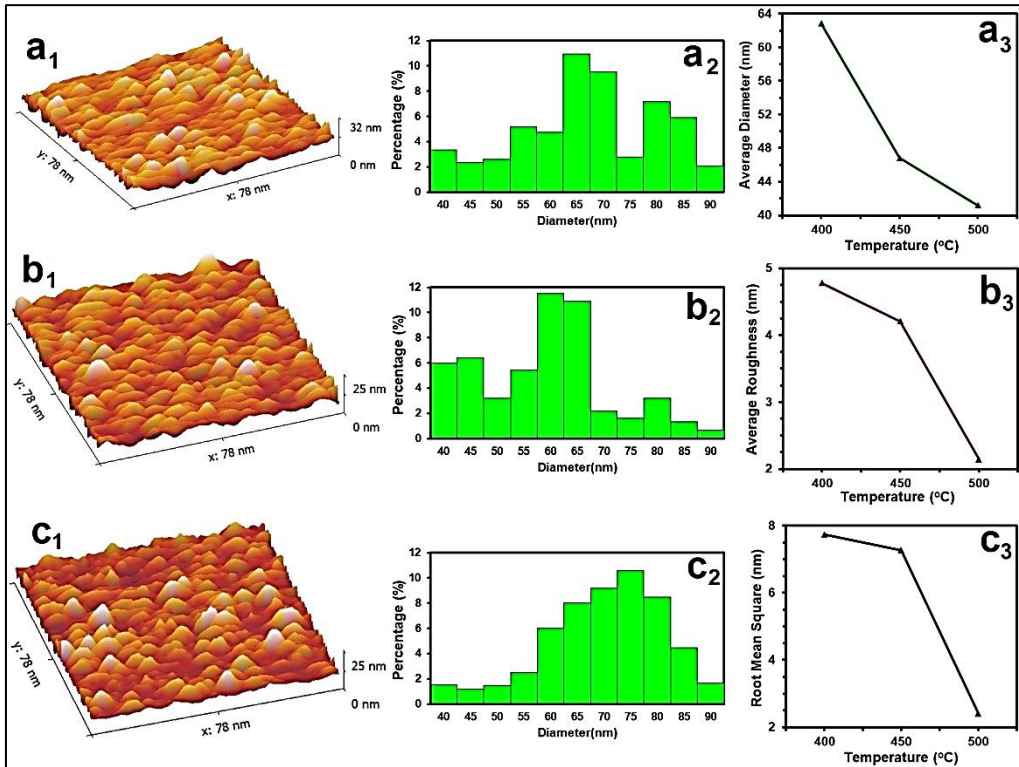 a1
y: 78 nm
x: 78 nm
32 nm
0 nm
a2
Percentage (%)
12
10
8
6
4
2
0
40 45 50 55 60 65 70 75 80 85 90
Diameter(nm)
a3
Average Diameter (nm)
64
60
56
52
48
44
40
400 450 500
Temperature (°C)
b1
y: 78 nm
x: 78 nm
25 nm
0 nm
b2
Percentage (%)
12
10
8
6
4
2
0
40 45 50 55 60 65 70 75 80 85 90
Diameter(nm)
b3
Average Roughness (nm)
5
4
3
2
400 450 500
Temperature (°C)
c1
y: 78 nm
x: 78 nm
25 nm
0 nm
c2
Percentage (%)
12
10
8
6
4
2
0
40 45 50 55 60 65 70 75 80 85 90
Diameter(nm)
c3
Root Mean Square (nm)
8
6
4
2
400 450 500
Temperature (°C)